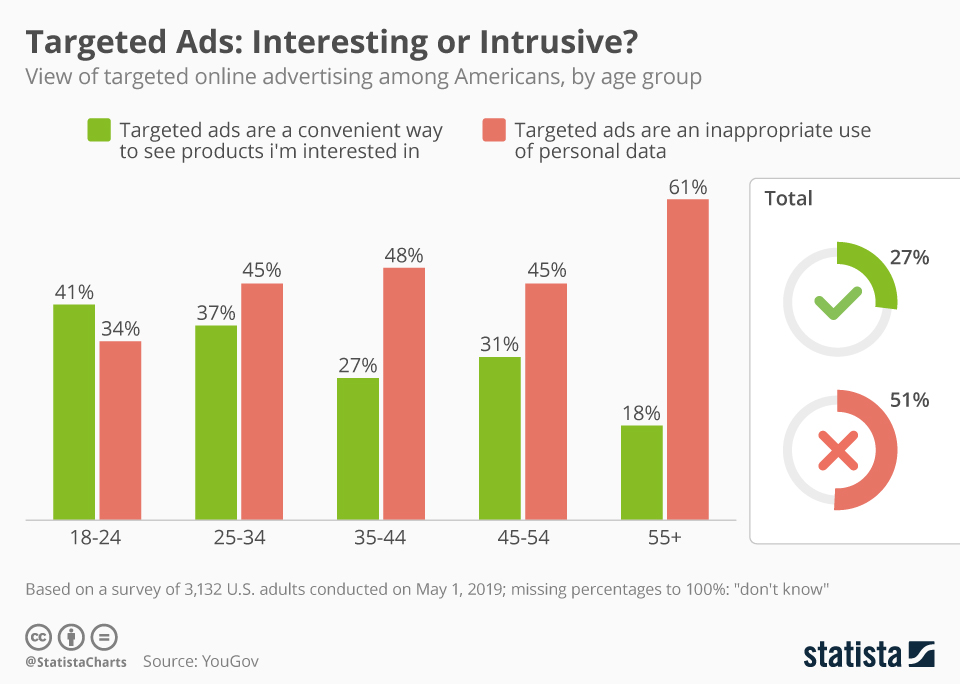 Targeted Ads: Interesting or Intrusive?
View of targeted online advertising among Americans, by age group
Targeted ads are a convenient way
to see products i'm interested in
Targeted ads are an inappropriate use
of personal data
41%
34%
37%
45%
27%
48%
31%
45%
18%
61%
18-24
25-34
35-44
45-54
55+
Total
27%
51%
Based on a survey of 3,132 U.S. adults conducted on May 1, 2019; missing percentages to 100%: "don't know"
cc
@StatistaCharts Source: YouGov
statista